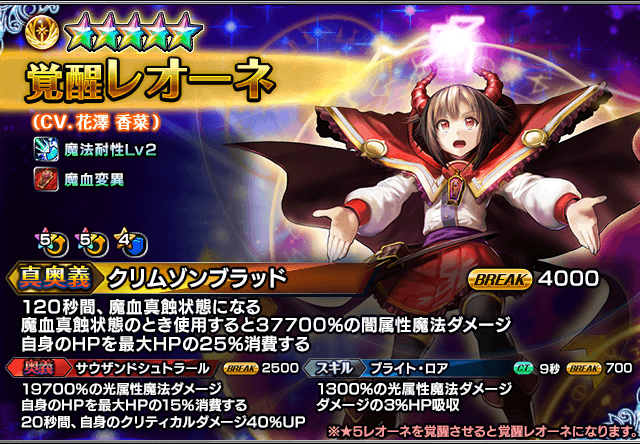 覚醒レオーネ
(CV.花澤 香菜)
魔法耐性Lv2
魔血変異
5 5 4
真奥義 クリムゾンブラッド BREAK 4000
120秒間、魔血真蝕状態になる
魔血真蝕状態のとき使用すると37700%の闇属性魔法ダメージ
自身のHPを最大HPの25%消費する
奥義 サウザンドシュトラール BREAK 2500
19700%の光属性魔法ダメージ
自身のHPを最大HPの15%消費する
20秒間、自身のクリティカルダメージ40%UP
スキル ブライト・ロア CT 9秒 BREAK 700
1300%の光属性魔法ダメージ
ダメージの3%HP吸収
※★5レオーネを覚醒させると覚醒レオーネになります。